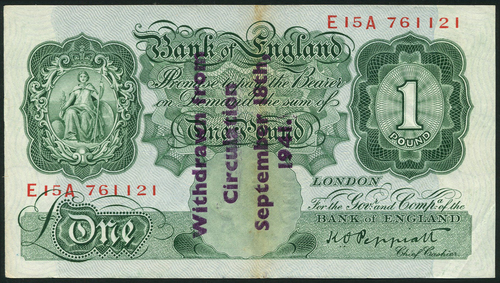 E15A 761121
Bank of England
Promise to pay the Bearer
on Demand the sum of
One Pound
1
POUND
E15A 761121
LONDON
For the Govr. and Compa. of the
BANK OF ENGLAND
K O Peppiatt
Chief Cashier.
£ One
Withdrawn from
Circulation
September 18th,
1941.